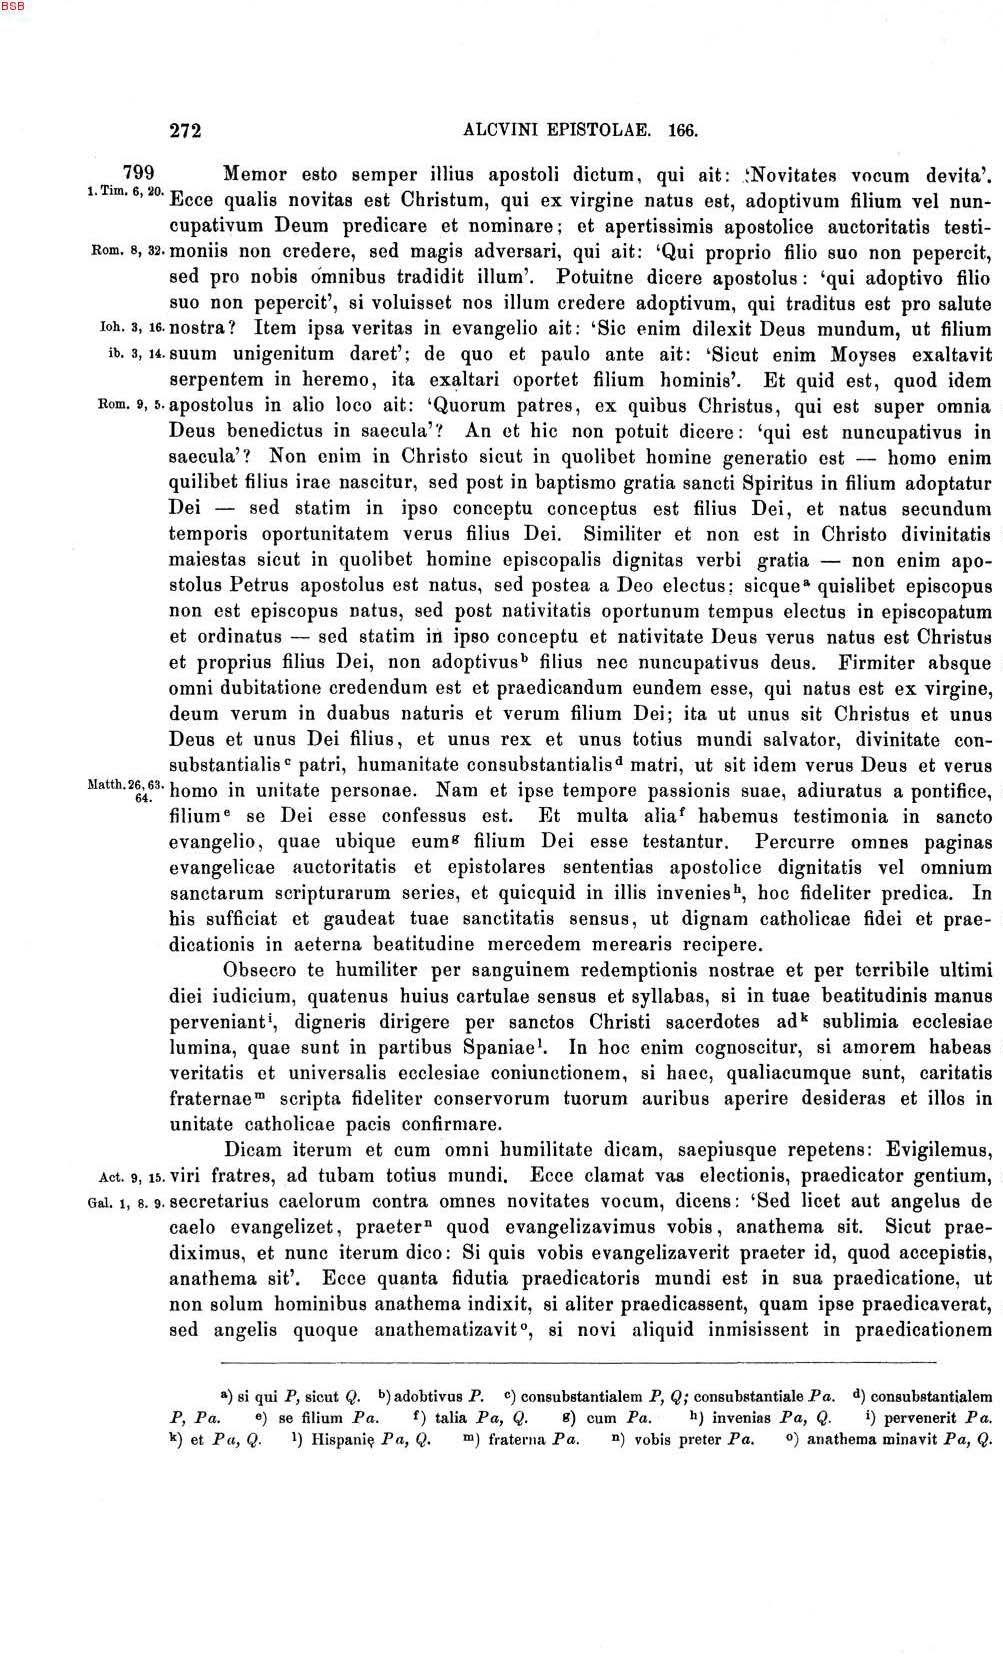 BSB
272 ALCVINI EPISTOLAE. 166.
799 Memor esto semper illius apostoli dictum, qui ait: ‘Novitates vocum devita’.
1. Tim. 6, 20. Ecce qualis novitas est Christum, qui ex virgine natus est, adoptivum filium vel nun-
cupativum Deum predicare et nominare; et apertissimis apostolice auctoritatis testi-
Rom. 8, 32. moniis non credere, sed magis adversari, qui ait: ‘Qui proprio filio suo non pepercit,
sed pro nobis omnibus tradidit illum’. Potuitne dicere apostolus: ‘qui adoptivo filio
suo non pepercit’, si voluisset nos illum credere adoptivum, qui traditus est pro salute
Ioh. 3, 16. nostra? Item ipsa veritas in evangelio ait: ‘Sic enim dilexit Deus mundum, ut filium
ib. 3, 14. suum unigenitum daret’; de quo et paulo ante ait: ‘Sicut enim Moyses exaltavit
serpentem in heremo, ita exaltari oportet filium hominis’. Et quid est, quod idem
Rom. 9, 5. apostolus in alio loco ait: ‘Quorum patres, ex quibus Christus, qui est super omnia
Deus benedictus in saecula’? An et hic non potuit dicere: ‘qui est nuncupativus in
saecula’? Non enim in Christo sicut in quolibet homine generatio est — homo enim
quilibet filius irae nascitur, sed post in baptismo gratia sancti Spiritus in filium adoptatur
Dei — sed statim in ipso conceptu conceptus est filius Dei, et natus secundum
temporis oportunitatem verus filius Dei. Similiter et non est in Christo divinitatis
maiestas sicut in quolibet homine episcopalis dignitas verbi gratia — non enim apo-
stolus Petrus apostolus est natus, sed postea a Deo electus; sicque a quislibet episcopus
non est episcopus natus, sed post nativitatis oportunum tempus electus in episcopatum
et ordinatus — sed statim in ipso conceptu et nativitate Deus verus natus est Christus
et proprius filius Dei, non adoptivus b filius nec nuncupativus deus. Firmiter absque
omni dubitatione credendum est et praedicandum eundem esse, qui natus est ex virgine,
deum verum in duabus naturis et verum filium Dei; ita ut unus sit Christus et unus
Deus et unus Dei filius, et unus rex et unus totius mundi salvator, divinitate con-
substantialis c patri, humanitate consubstantialis d matri, ut sit idem verus Deus et verus
Matth. 26, 63. 64. homo in unitate personae. Nam et ipse tempore passionis suae, adiuratus a pontifice,
filium e se Dei esse confessus est. Et multa alia f habemus testimonia in sancto
evangelio, quae ubique eum g filium Dei esse testantur. Percurre omnes paginas
evangelicae auctoritatis et epistolares sententias apostolice dignitatis vel omnium
sanctarum scripturarum series, et quicquid in illis invenies h, hoc fideliter predica. In
his sufficiat et gaudeat tuae sanctitatis sensus, ut dignam catholicae fidei et prae-
dicationis in aeterna beatitudine mercedem merearis recipere.
Obsecro te humiliter per sanguinem redemptionis nostrae et per terribile ultimi
diei iudicium, quatenus huius cartulae sensus et syllabas, si in tuae beatitudinis manus
perveniant i, digneris dirigere per sanctos Christi sacerdotes ad k sublimia ecclesiae
lumina, quae sunt in partibus Spaniae l. In hoc enim cognoscitur, si amorem habeas
veritatis et universalis ecclesiae coniunctionem, si haec, qualiacumque sunt, caritatis
fraternae m scripta fideliter conservorum tuorum auribus aperire desideras et illos in
unitate catholicae pacis confirmare.
Dicam iterum et cum omni humilitate dicam, saepiusque repetens: Evigilemus,
Act. 9, 15. viri fratres, ad tubam totius mundi. Ecce clamat vas electionis, praedicator gentium,
Gal. 1, 8. 9. secretarius caelorum contra omnes novitates vocum, dicens: ‘Sed licet aut angelus de
caelo evangelizet, praeter n quod evangelizavimus vobis, anathema sit. Sicut prae-
diximus, et nunc iterum dico: Si quis vobis evangelizaverit praeter id, quod accepistis,
anathema sit’. Ecce quanta fidutia praedicatoris mundi est in sua praedicatione, ut
non solum hominibus anathema indixit, si aliter praedicassent, quam ipse praedicaverat,
sed angelis quoque anathematizavit o, si novi aliquid inmisissent in praedicationem
a) si qui P, sicut Q. b) adobtivus P. c) consubstantialem P, Q; consubstantiale Pa. d) consubstantialem
P, Pa. e) se filium Pa. f) talia Pa, Q. g) cum Pa. h) invenias Pa, Q. i) pervenerit Pa.
k) et Pa, Q. l) Hispanię Pa, Q. m) fraterna Pa. n) vobis preter Pa. o) anathema minavit Pa, Q.